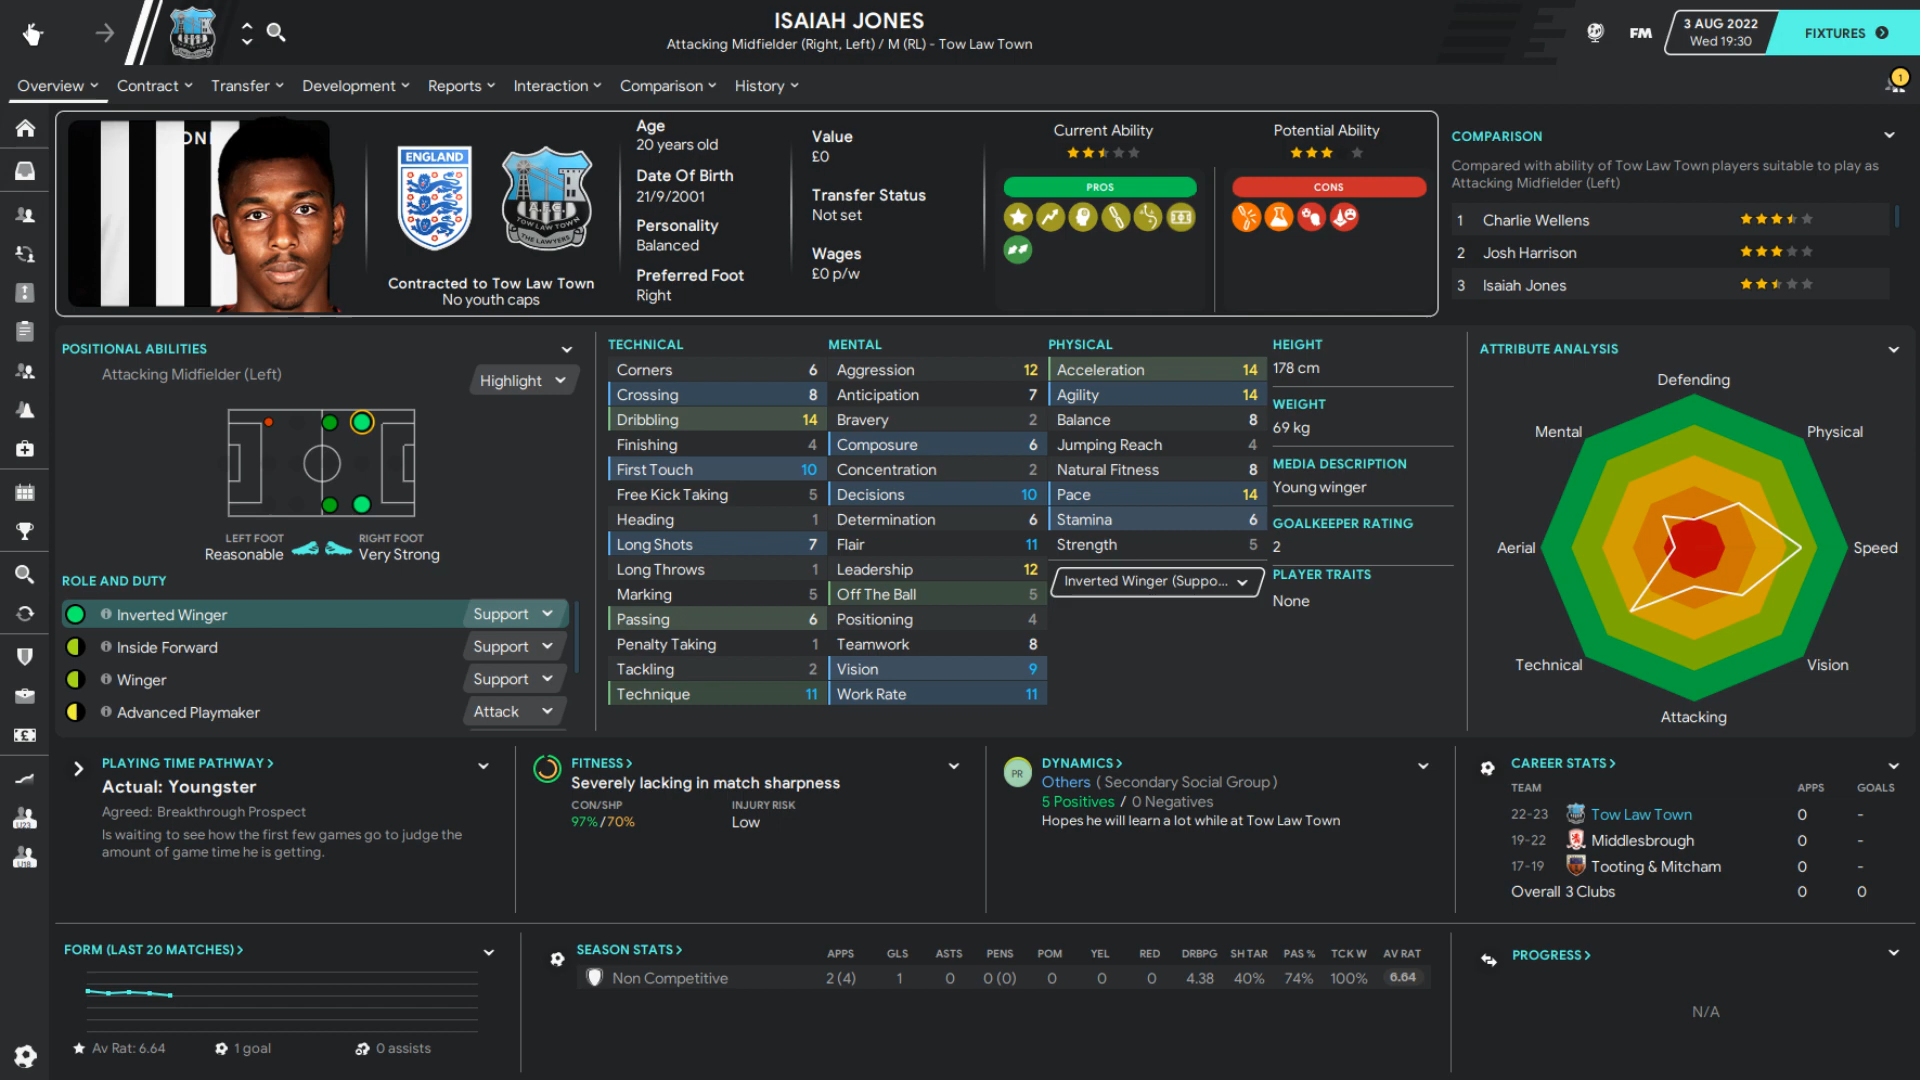 ISAIAH JONES
Attacking Midfielder (Right, Left) / M (RL) - Tow Law Town
FM
3 AUG 2022
Wed 19:30
FIXTURES
Overview
Contract
Transfer
Development
Reports
Interaction
Comparison
History
1
ENGLAND
TOW LAW TOWN
THE LAWYERS
Contracted to Tow Law Town
No youth caps
Age
20 years old
Date Of Birth
21/9/2001
Personality
Balanced
Preferred Foot
Right
Value
£0
Transfer Status
Not set
Wages
£0 p/w
Current Ability
PROS
Potential Ability
CONS
COMPARISON
Compared with ability of Tow Law Town players suitable to play as
Attacking Midfielder (Left)
1 Charlie Wellens
2 Josh Harrison
3 Isaiah Jones
POSITIONAL ABILITIES
Attacking Midfielder (Left)
Highlight
LEFT FOOT
Reasonable
RIGHT FOOT
Very Strong
ROLE AND DUTY
Inverted Winger Support
Inside Forward Support
Winger Support
Advanced Playmaker Attack
TECHNICAL
Corners 6
Crossing 8
Dribbling 14
Finishing 4
First Touch 10
Free Kick Taking 5
Heading 1
Long Shots 7
Long Throws 1
Marking 5
Passing 6
Penalty Taking 1
Tackling 2
Technique 11
MENTAL
Aggression 12
Anticipation 7
Bravery 2
Composure 6
Concentration 2
Decisions 10
Determination 6
Flair 11
Leadership 12
Off The Ball 5
Positioning 4
Teamwork 8
Vision 9
Work Rate 11
PHYSICAL
Acceleration 14
Agility 14
Balance 8
Jumping Reach 4
Natural Fitness 8
Pace 14
Stamina 6
Strength 5
Inverted Winger (Suppo...
HEIGHT
178 cm
WEIGHT
69 kg
MEDIA DESCRIPTION
Young winger
GOALKEEPER RATING
2
PLAYER TRAITS
None
ATTRIBUTE ANALYSIS
Defending
Mental
Physical
Aerial
Speed
Technical
Vision
Attacking
PLAYING TIME PATHWAY
Actual: Youngster
Agreed: Breakthrough Prospect
Is waiting to see how the first few games go to judge the
amount of game time he is getting.
FITNESS
Severely lacking in match sharpness
CON/SHP
97%/70%
INJURY RISK
Low
PR
DYNAMICS
Others ( Secondary Social Group )
5 Positives / 0 Negatives
Hopes he will learn a lot while at Tow Law Town
CAREER STATS
TEAM APPS GOALS
22-23 Tow Law Town 0 -
19-22 Middlesbrough 0 -
17-19 Tooting & Mitcham 0 -
Overall 3 Clubs 0 0
U23
U18
FORM (LAST 20 MATCHES)
Av Rat: 6.64
1 goal
0 assists
SEASON STATS
APPS GLS ASTS PENS POM YEL RED DRBPG SH TAR PAS % TCK W AV RAT
Non Competitive 2 (4) 1 0 0 (0) 0 0 0 4.38 40% 74% 100% 6.64
PROGRESS
N/A